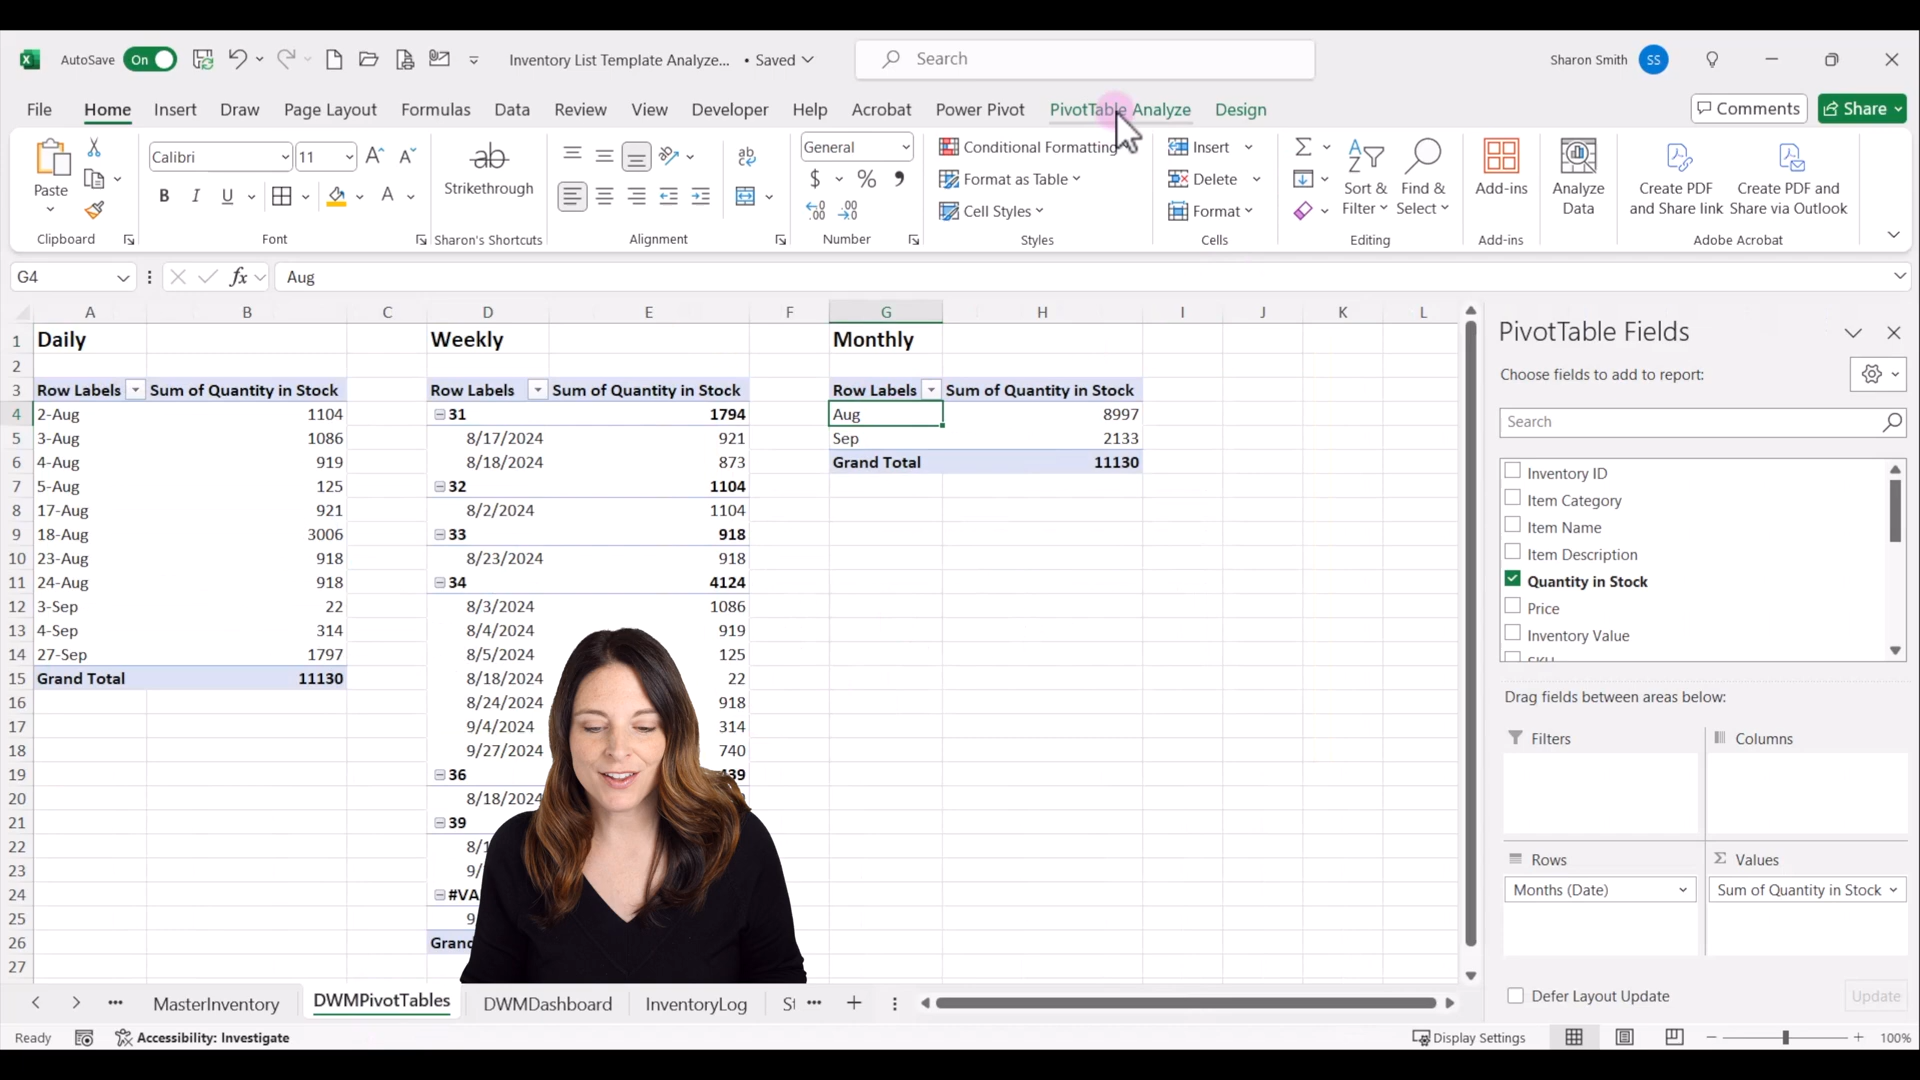 AutoSave On Inventory List Template Analyze... • Saved Search Sharon Smith SS
File Home Insert Draw Page Layout Formulas Data Review View Developer Help Acrobat Power Pivot PivotTable Analyze Design Comments Share
Paste Calibri 11 ab Strikethrough General Conditional Formatting Insert Sort & Filter Find & Select Add-ins Analyze Data Create PDF and Share link Create PDF and Share via Outlook
B I U A $ % Format as Table Delete
Cell Styles Format
Clipboard Font Sharon's Shortcuts Alignment Number Styles Cells Editing Add-ins Adobe Acrobat
G4 fx Aug
A B C D E F G H I J K L
1 Daily Weekly Monthly
2
3 Row Labels Sum of Quantity in Stock Row Labels Sum of Quantity in Stock Row Labels Sum of Quantity in Stock
4 2-Aug 1104 31 1794 Aug 8997
5 3-Aug 1086 8/17/2024 921 Sep 2133
6 4-Aug 919 8/18/2024 873 Grand Total 11130
7 5-Aug 125 32 1104
8 17-Aug 921 8/2/2024 1104
9 18-Aug 3006 33 918
10 23-Aug 918 8/23/2024 918
11 24-Aug 918 34 4124
12 3-Sep 22 8/3/2024 1086
13 4-Sep 314 8/4/2024 919
14 27-Sep 1797 8/5/2024 125
15 Grand Total 11130 8/18/2024 22
16 8/24/2024 918
17 9/4/2024 314
18 9/27/2024 740
19 36
20 8/18/2024
21 39
22
23
24
25
26
27
PivotTable Fields
Choose fields to add to report:
Search
Inventory ID
Item Category
Item Name
Item Description
Quantity in Stock
Price
Inventory Value
SKU
Drag fields between areas below:
Filters Columns
Rows Σ Values
Months (Date) Sum of Quantity in Stock
Defer Layout Update Update
MasterInventory DWMPivotTables DWMDashboard InventoryLog
Ready Accessibility: Investigate Display Settings 100%